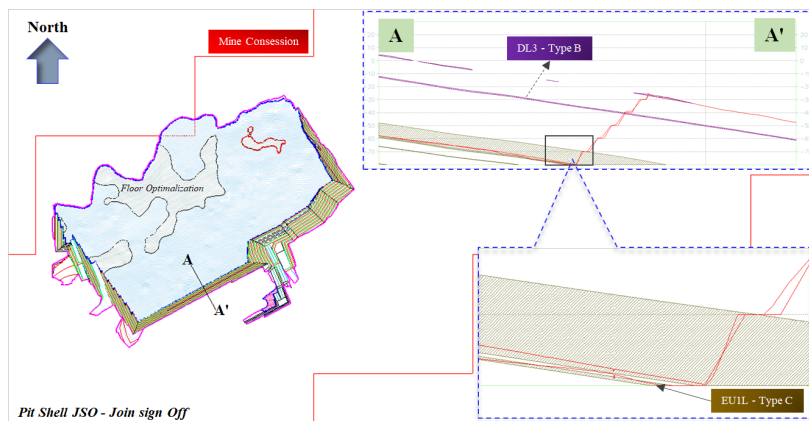 North
Mine Consession
A
A'
DL3 - Type B
Floor Optimalization
A
A'
EU1L - Type C
Pit Shell JSO - Join sign Off